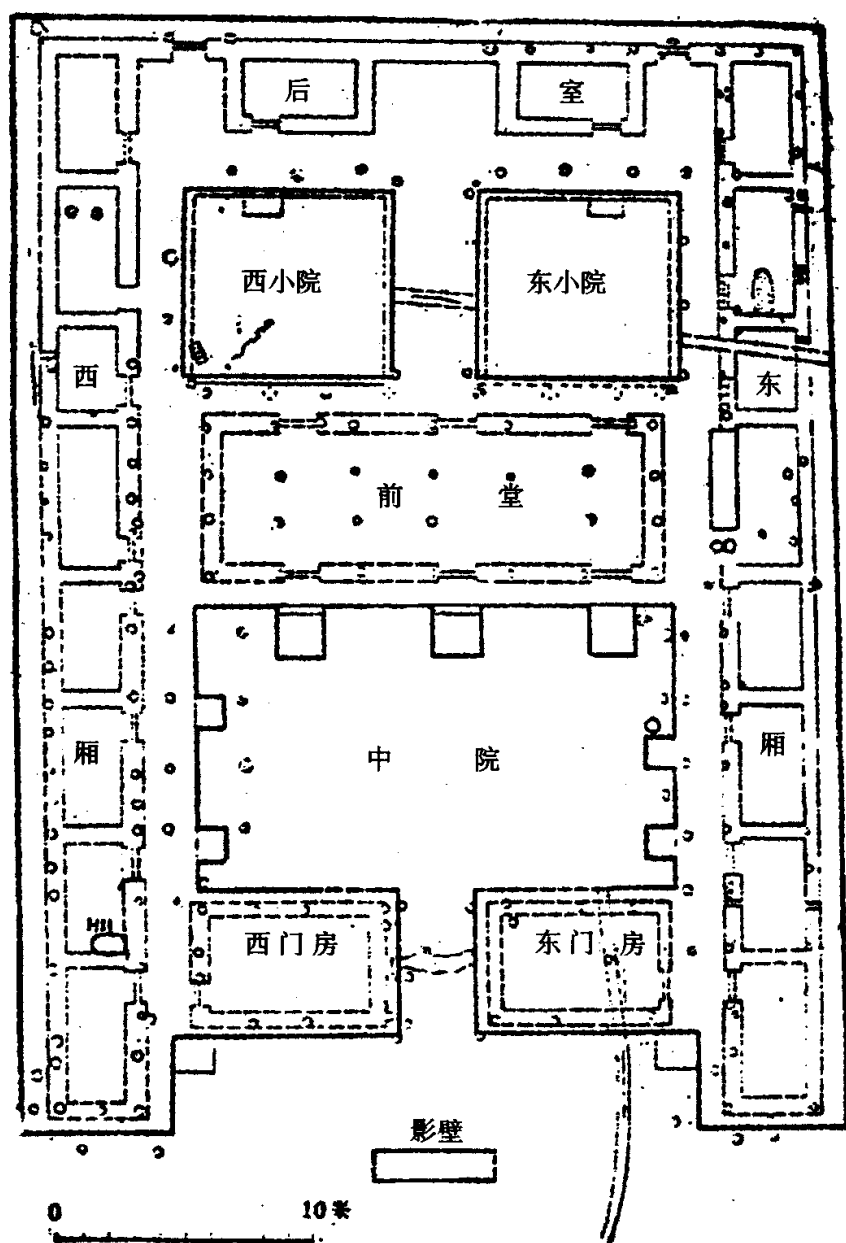 后 室
西小院 东小院
西 东
前 堂
厢 中 院 厢
H11
西门房 东门房
影壁
0 10米